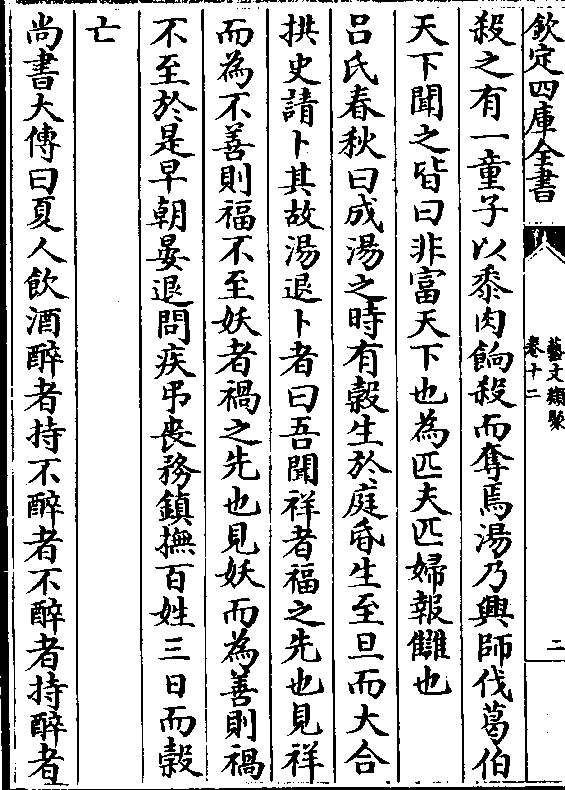 欽定四庫全書
藝文類聚
卷十二
二
殺之有一童子以黍肉餉殺而奪焉湯乃興師伐葛伯
天下聞之皆曰非富天下也為匹夫匹婦報讎也
呂氏春秋曰成湯之時有榖生於庭昏生至旦而大合
拱史請卜其故湯退卜者曰吾聞祥者福之先也見祥
而為不善則福不至妖者禍之先也見妖而為善則禍
不至於是早朝晏退問疾弔喪務鎮撫百姓三日而榖
亡
尚書大傳曰夏人飲酒醉者持不醉者不醉者持醉者